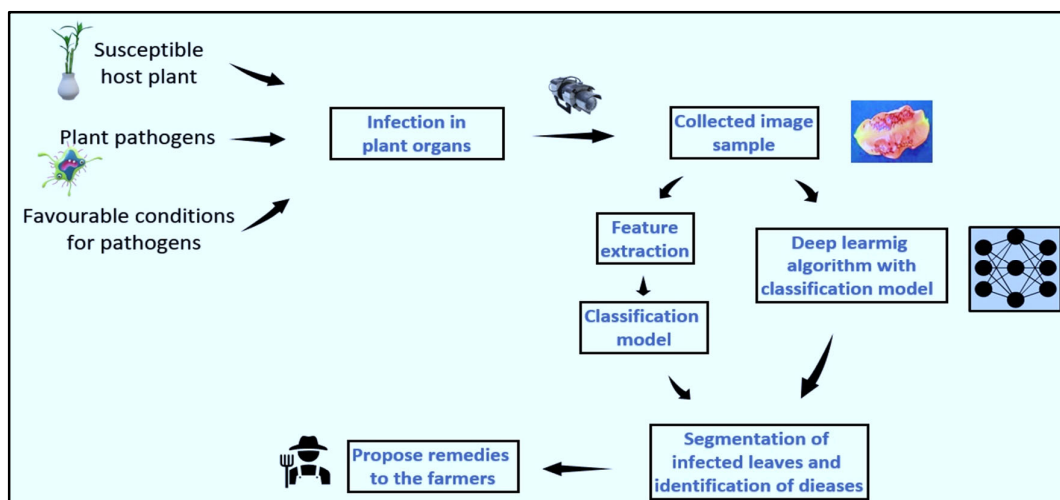 Susceptible
host plant
Plant pathogens
Favourable conditions
for pathogens
Infection in
plant organs
Collected image
sample
Feature
extraction
Classification
model
Deep learmig
algorithm with
classification model
Segmentation of
infected leaves and
identification of dieases
Propose remedies
to the farmers